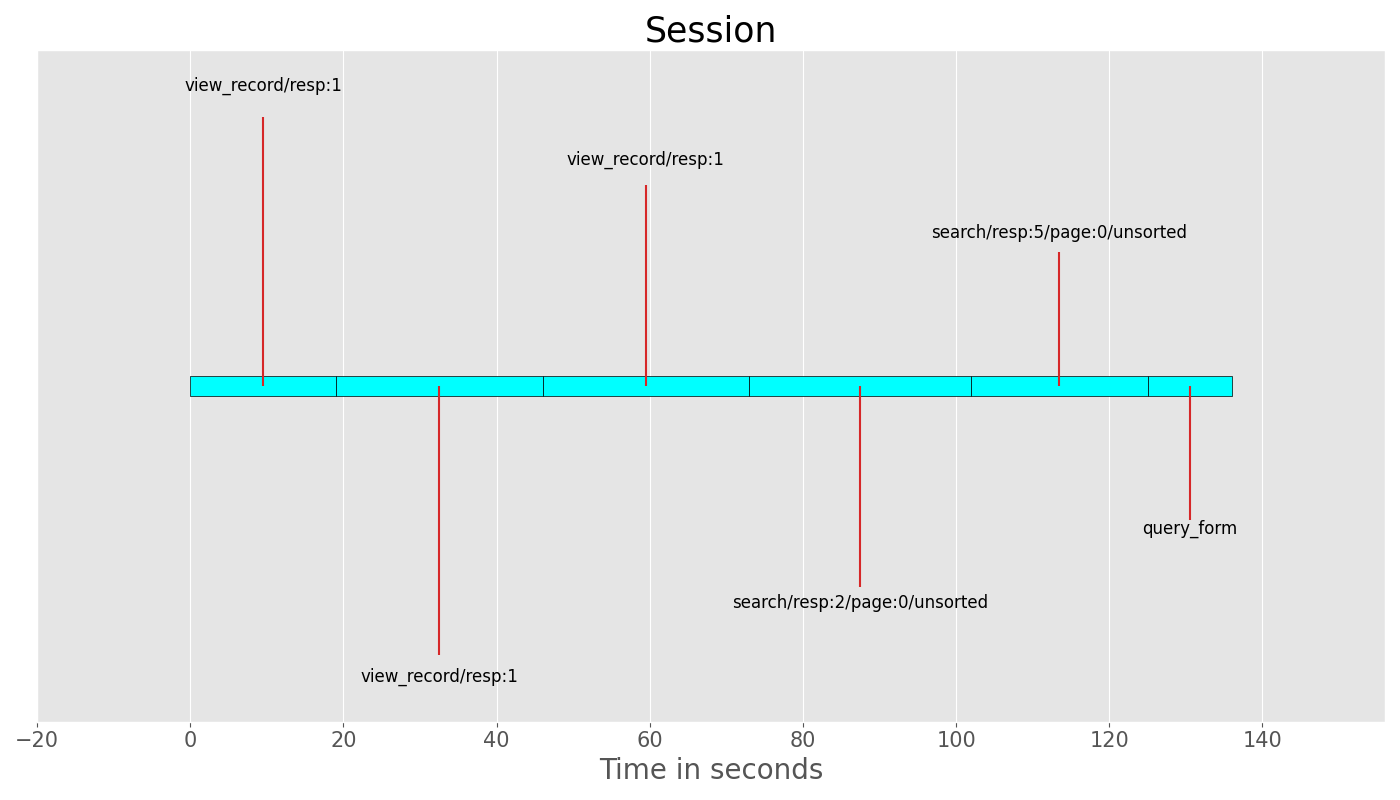 Session
view_record/resp:1
view_record/resp:1
search/resp:5/page:0/unsorted
query_form
search/resp:2/page:0/unsorted
view_record/resp:1
−20 0 20 40 60 80 100 120 140
Time in seconds